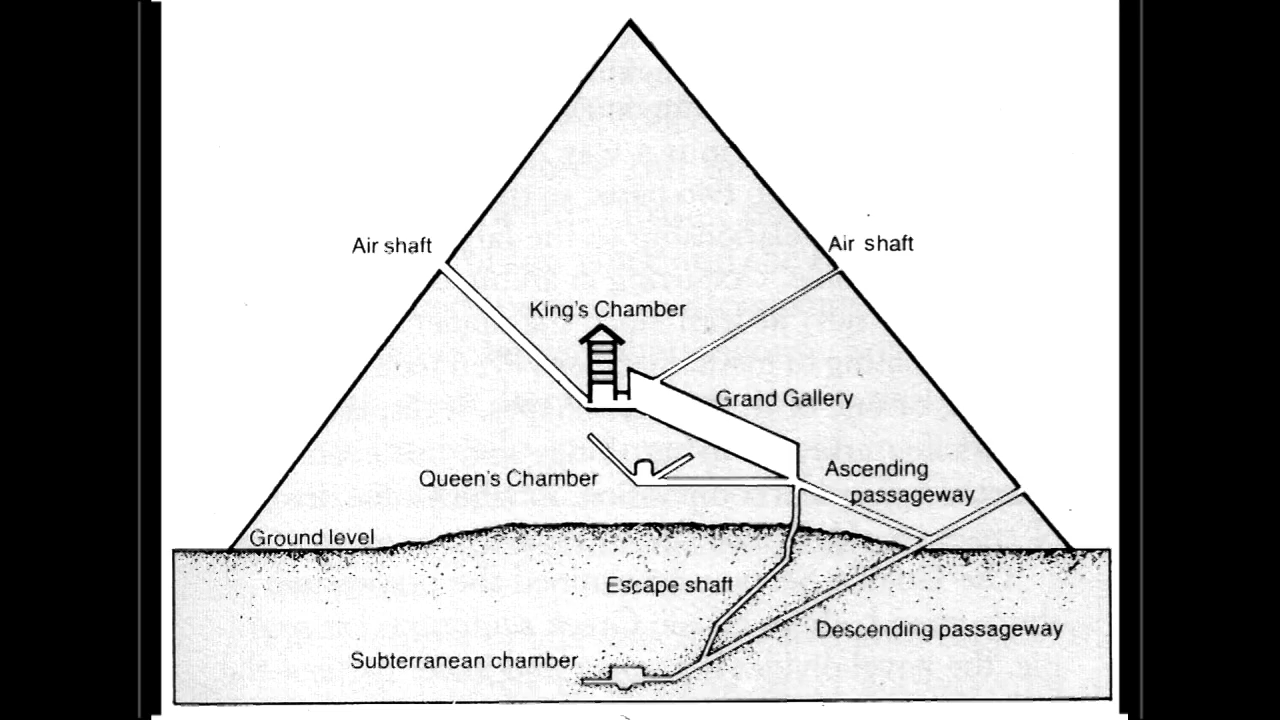 Air shaft
Air shaft
King's Chamber
Grand Gallery
Ascending
passageway
Queen's Chamber
Ground level
Escape shaft
Descending passageway
Subterranean chamber